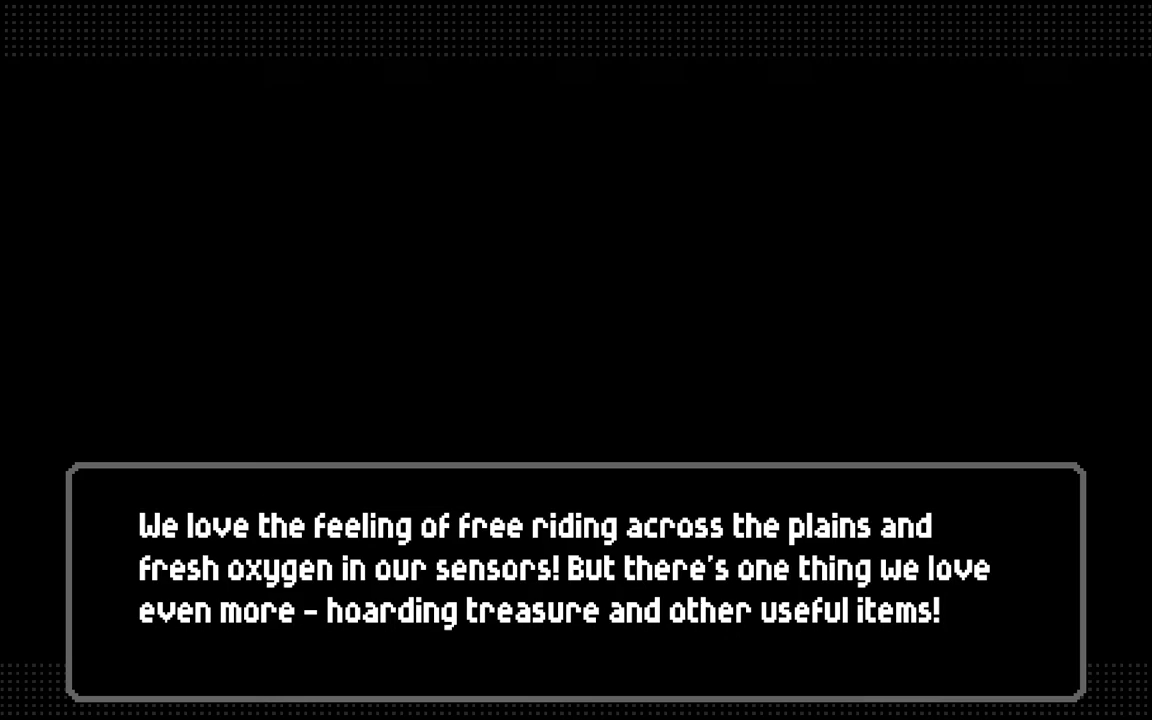 We love the feeling of free riding across the plains and
fresh oxygen in our sensors! But there's one thing we love
even more - hoarding treasure and other useful items!